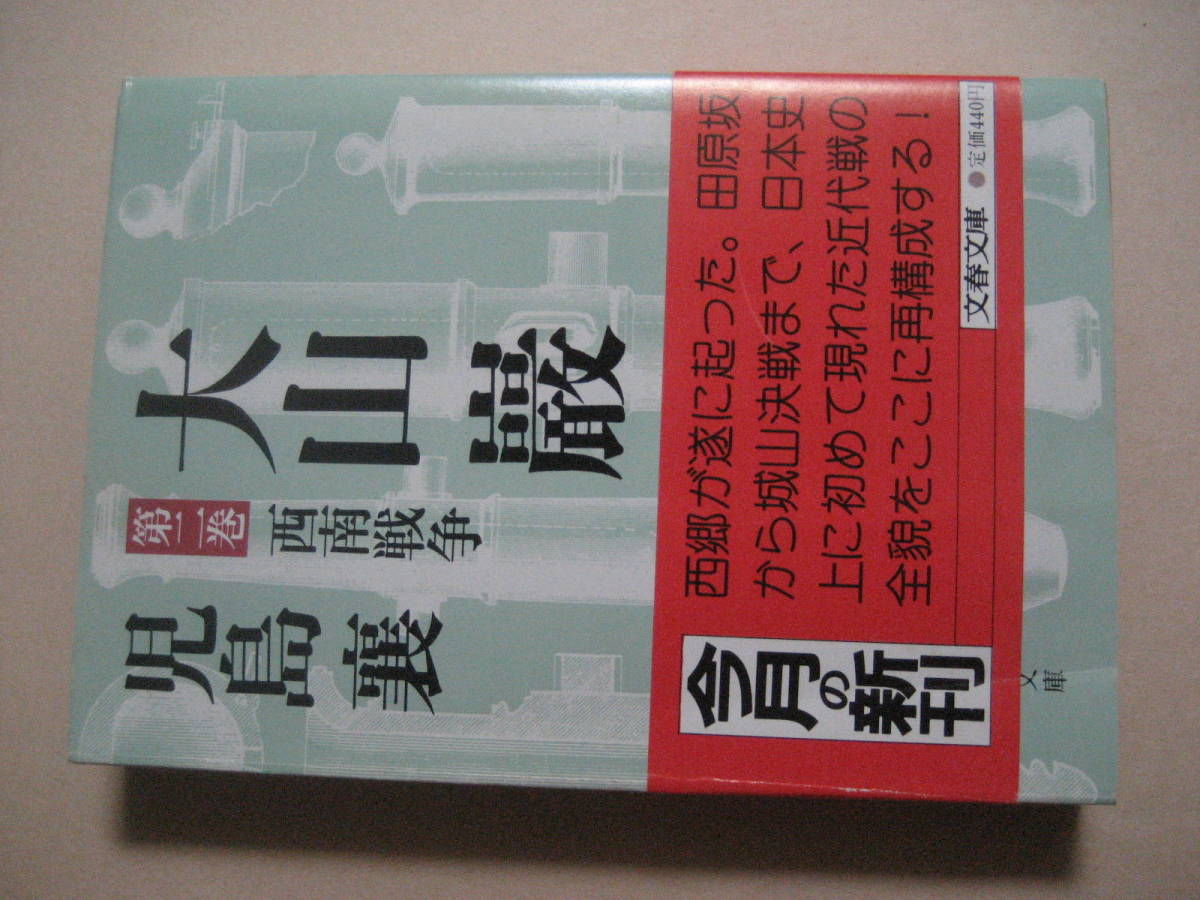 大山巌
第二巻
西南戦争
児島襄
西郷が遂に起った。田原坂
から城山決戦まで、日本史
上に初めて現れた近代戦の
全貌をここに再構成する！
文春文庫 ●定価440円
今月の新刊
文庫